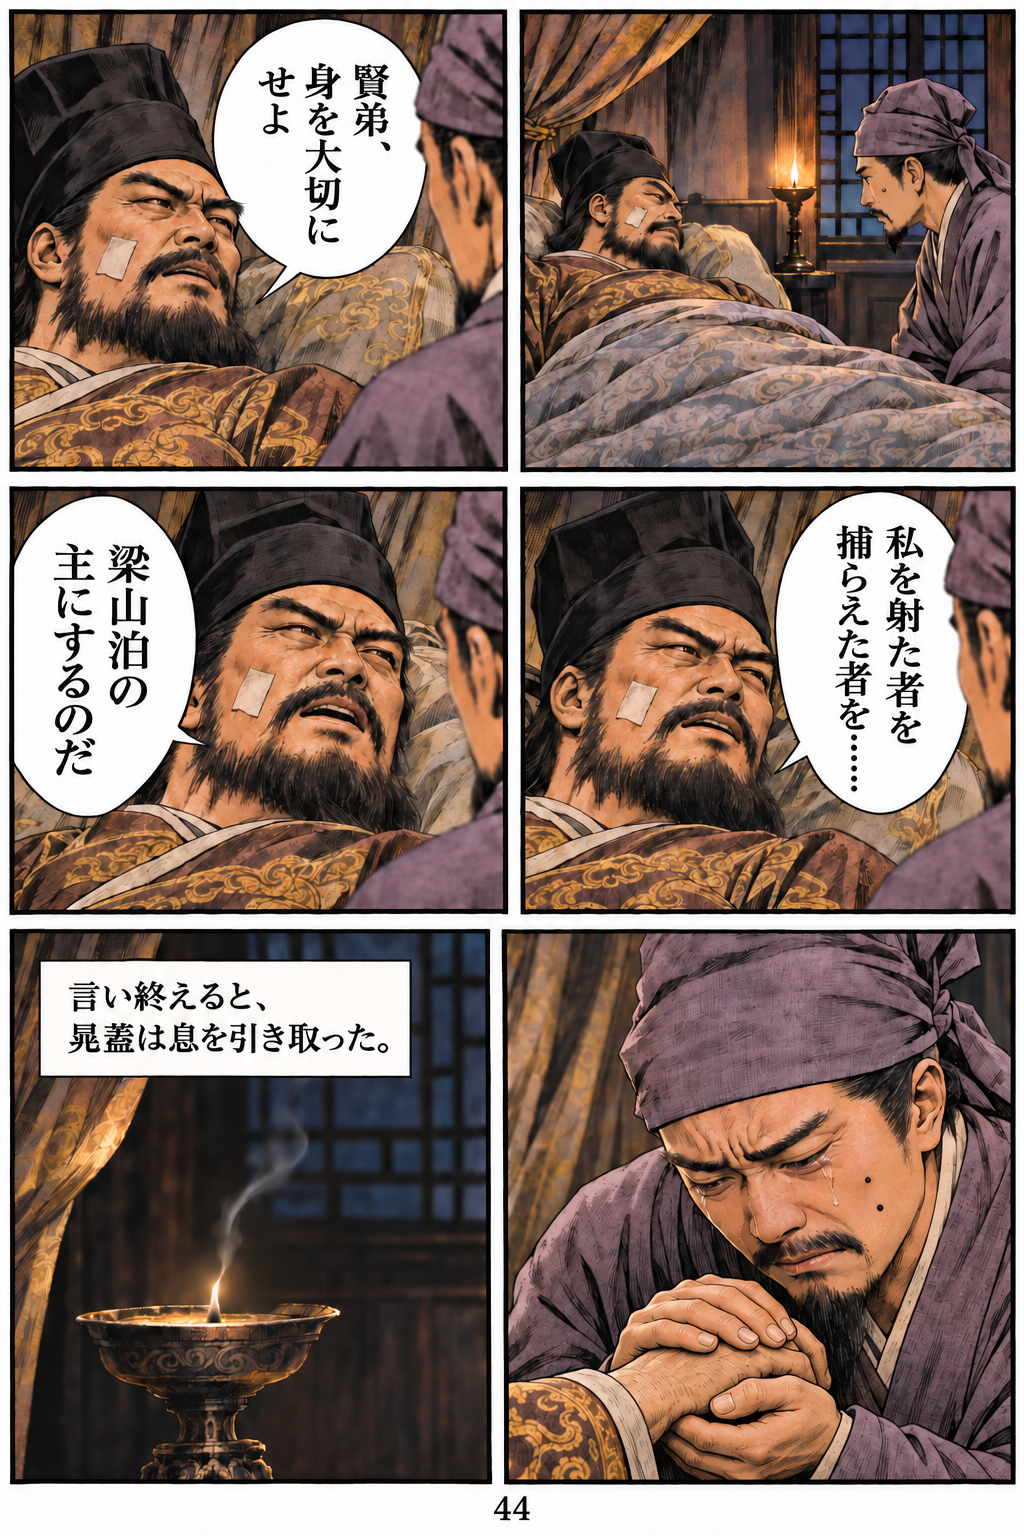 賢弟、
身を大切に
せよ
私を射た者を
捕らえた者を……
梁山泊の
主にするのだ
言い終えると、
晁蓋は息を引き取った。
44